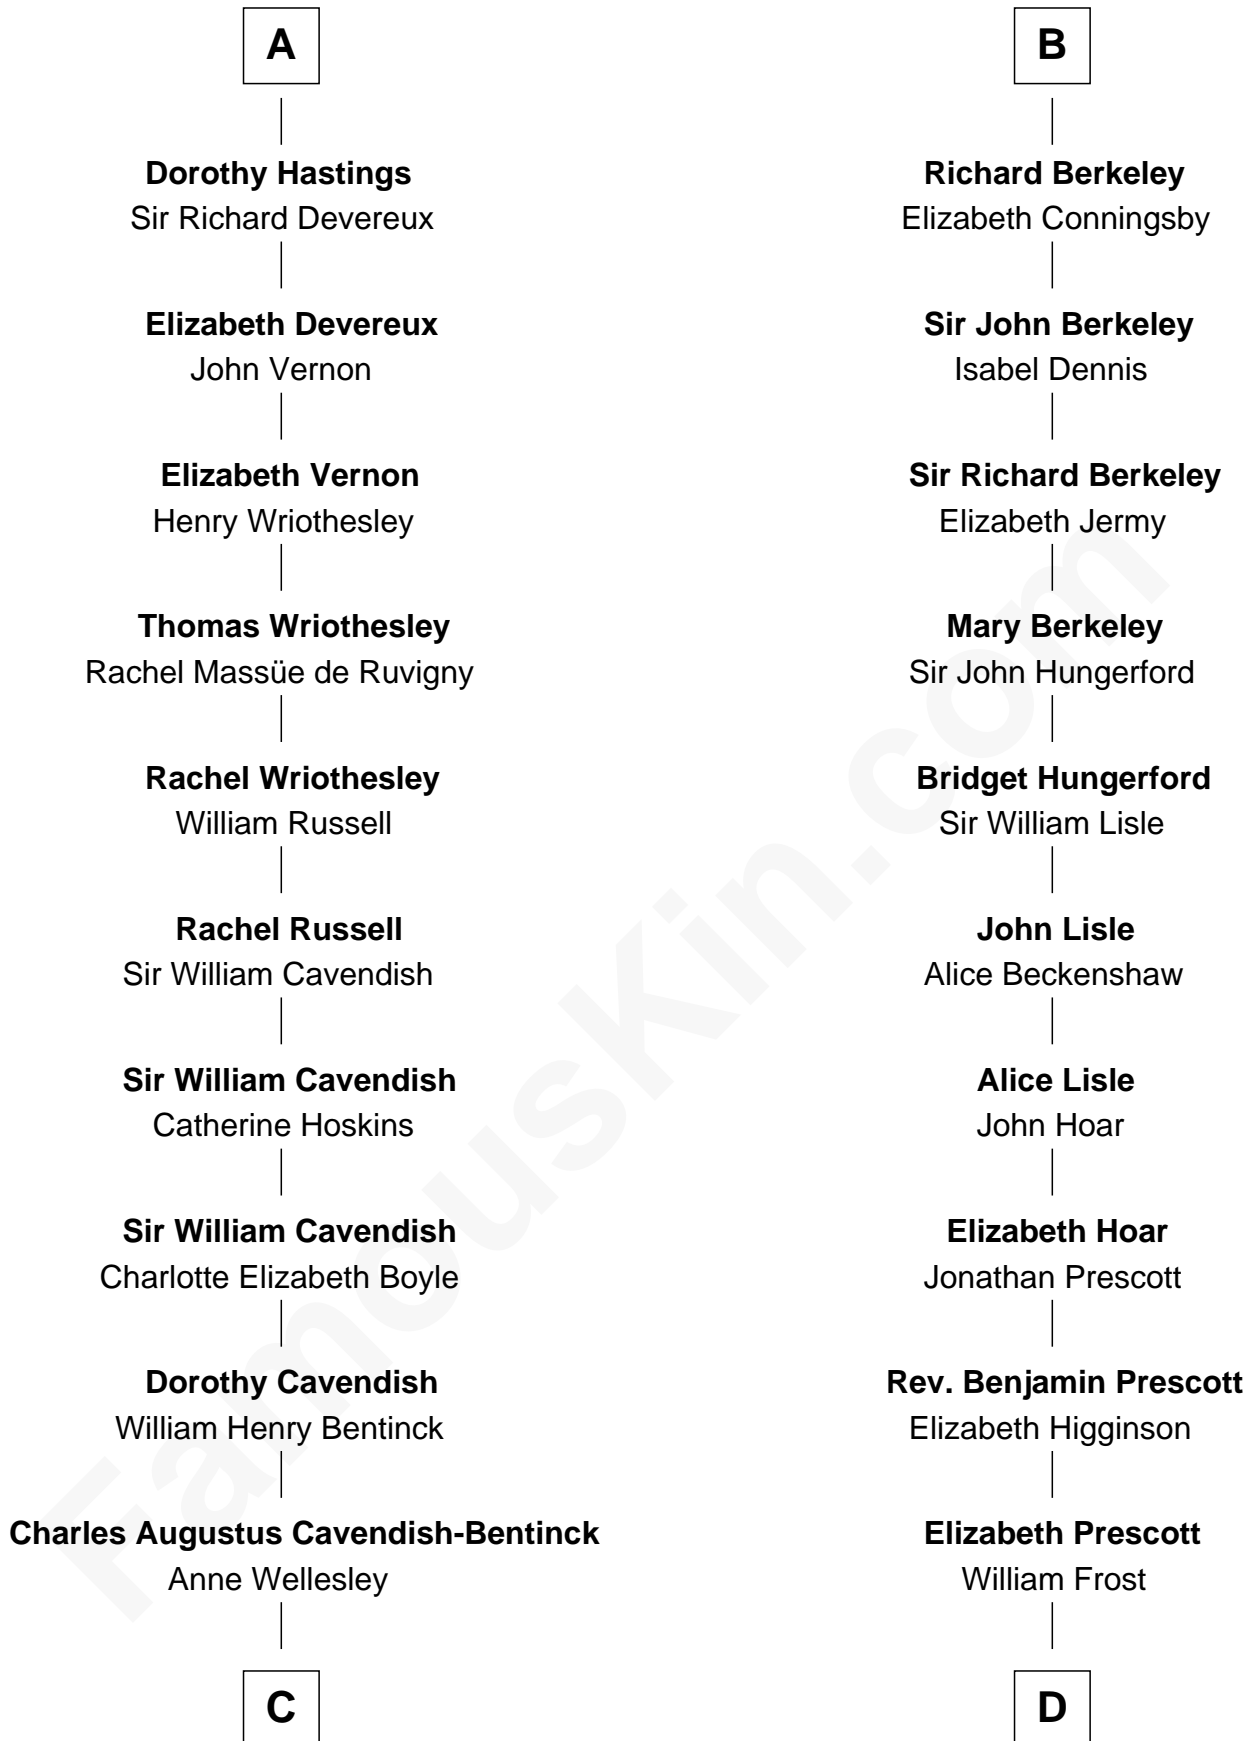 A
Dorothy Hastings
Sir Richard Devereux
Elizabeth Devereux
John Vernon
Elizabeth Vernon
Henry Wriothesley
Thomas Wriothesley
Rachel Massüe de Ruvigny
Rachel Wriothesley
William Russell
Rachel Russell
Sir William Cavendish
Sir William Cavendish
Catherine Hoskins
Sir William Cavendish
Charlotte Elizabeth Boyle
Dorothy Cavendish
William Henry Bentinck
Charles Augustus Cavendish-Bentinck
Anne Wellesley
C
B
Richard Berkeley
Elizabeth Conningsby
Sir John Berkeley
Isabel Dennis
Sir Richard Berkeley
Elizabeth Jermy
Mary Berkeley
Sir John Hungerford
Bridget Hungerford
Sir William Lisle
John Lisle
Alice Beckenshaw
Alice Lisle
John Hoar
Elizabeth Hoar
Jonathan Prescott
Rev. Benjamin Prescott
Elizabeth Higginson
Elizabeth Prescott
William Frost
D
FamousKin.com